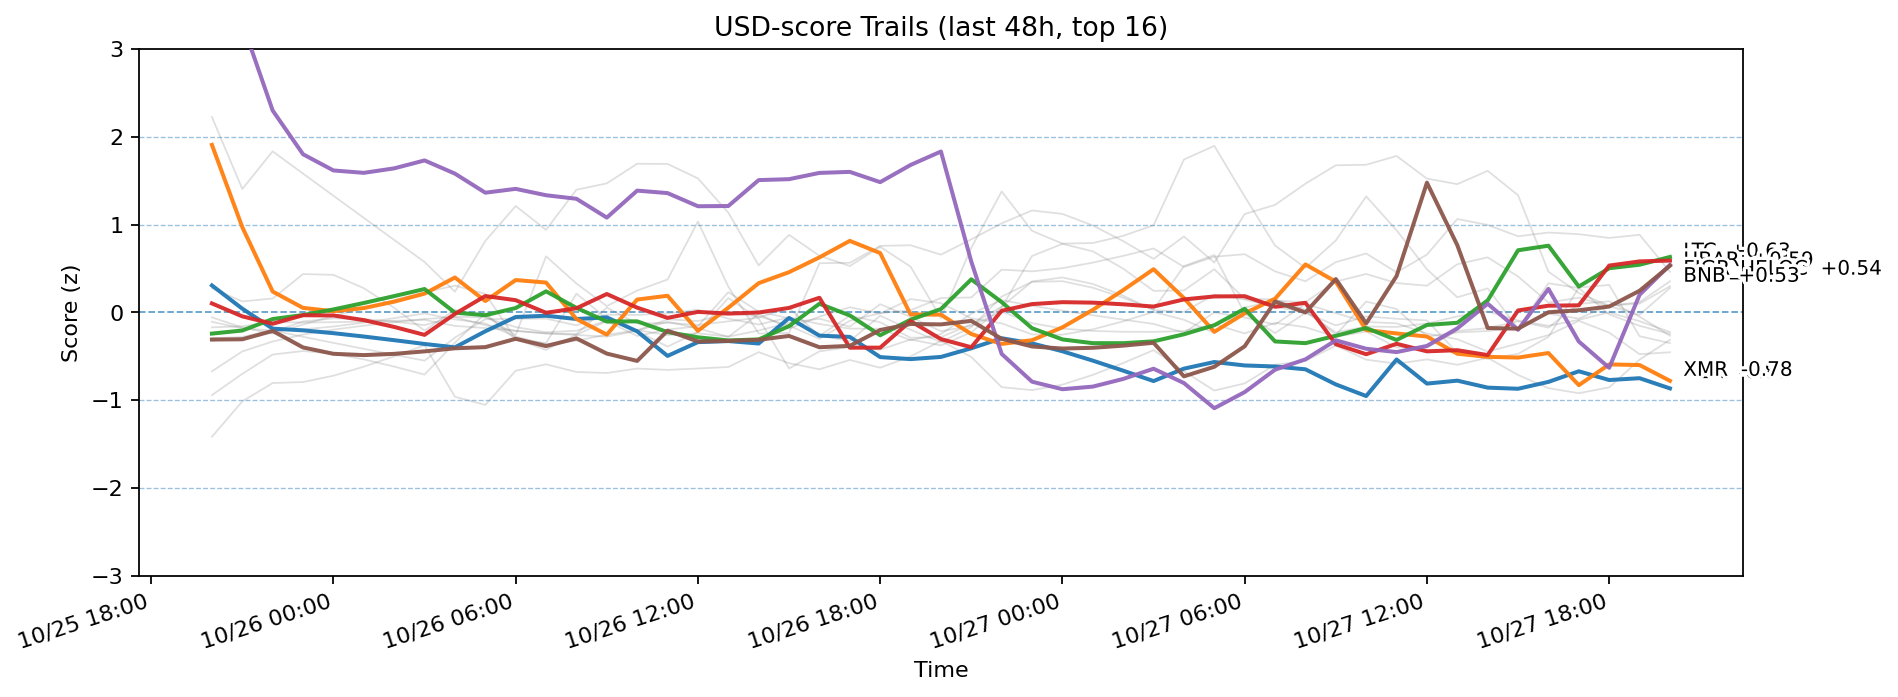 USD-score Trails (last 48h, top 16)
Score (z)
3
2
1
0
−1
−2
−3
LTC +0.63
+0.54
BNB +0.53
XMR -0.78
10/25 18:00
10/26 00:00
10/26 06:00
10/26 12:00
10/26 18:00
10/27 00:00
10/27 06:00
10/27 12:00
10/27 18:00
Time